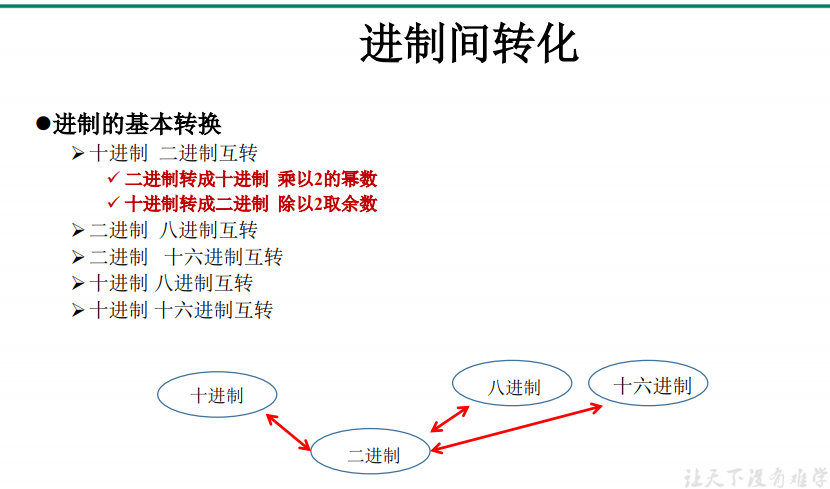 进制间转化
●进制的基本转换
➢十进制 二进制互转
✓二进制转成十进制 乘以2的幂数
✓十进制转成二进制 除以2取余数
➢二进制 八进制互转
➢二进制 十六进制互转
➢十进制 八进制互转
➢十进制 十六进制互转
十进制
八进制
十六进制
二进制
让天下没有难学